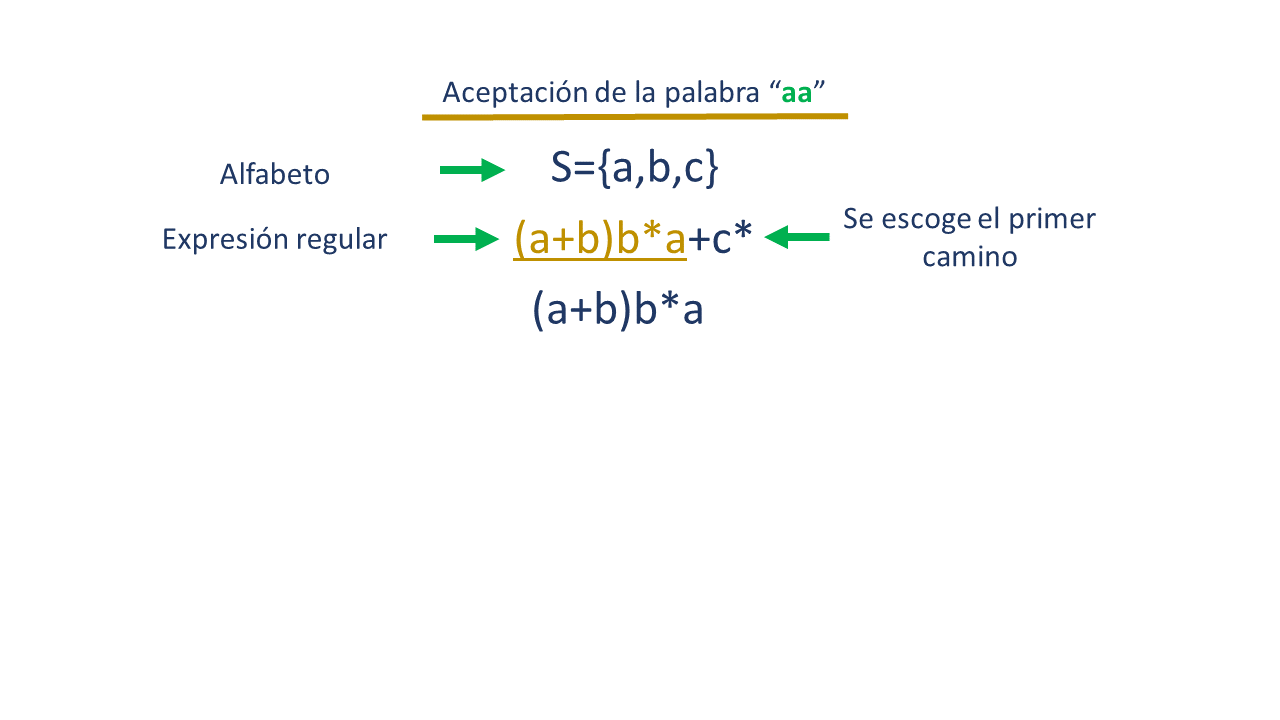 Aceptación de la palabra “aa”
Alfabeto
S={a,b,c}
Expresión regular
(a+b)b*a+c*
Se escoge el primer
camino
(a+b)b*a